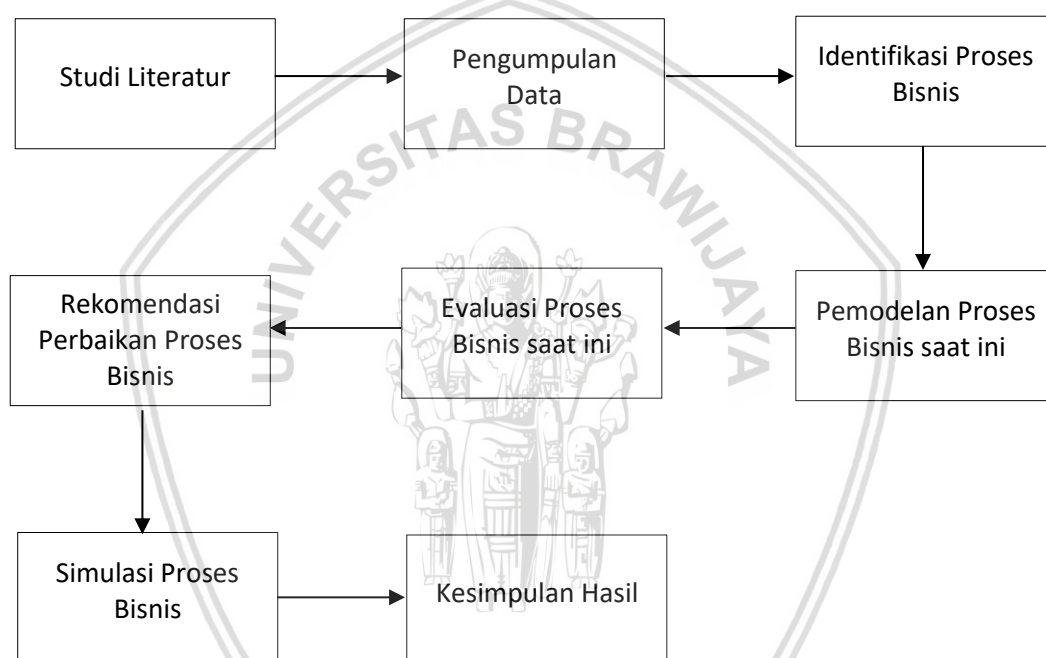 Studi Literatur
Pengumpulan
Data
Identifikasi Proses
Bisnis
UNIVERSITAS BRAWIJAYA
Pemodelan Proses
Bisnis saat ini
Evaluasi Proses
Bisnis saat ini
Rekomendasi
Perbaikan Proses
Bisnis
Simulasi Proses
Bisnis
Kesimpulan Hasil